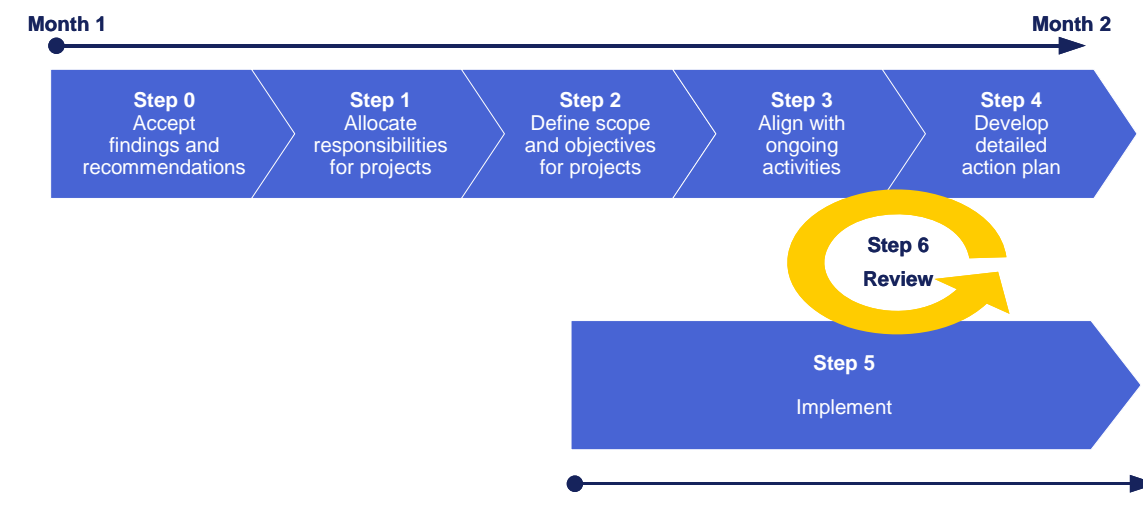 Month 1
Month 2
Step 0
Accept
findings and
recommendations
Step 1
Allocate
responsibilities
for projects
Step 2
Define scope
and objectives
for projects
Step 3
Align with
ongoing
activities
Step 4
Develop
detailed
action plan
Step 6
Review
Step 5
Implement